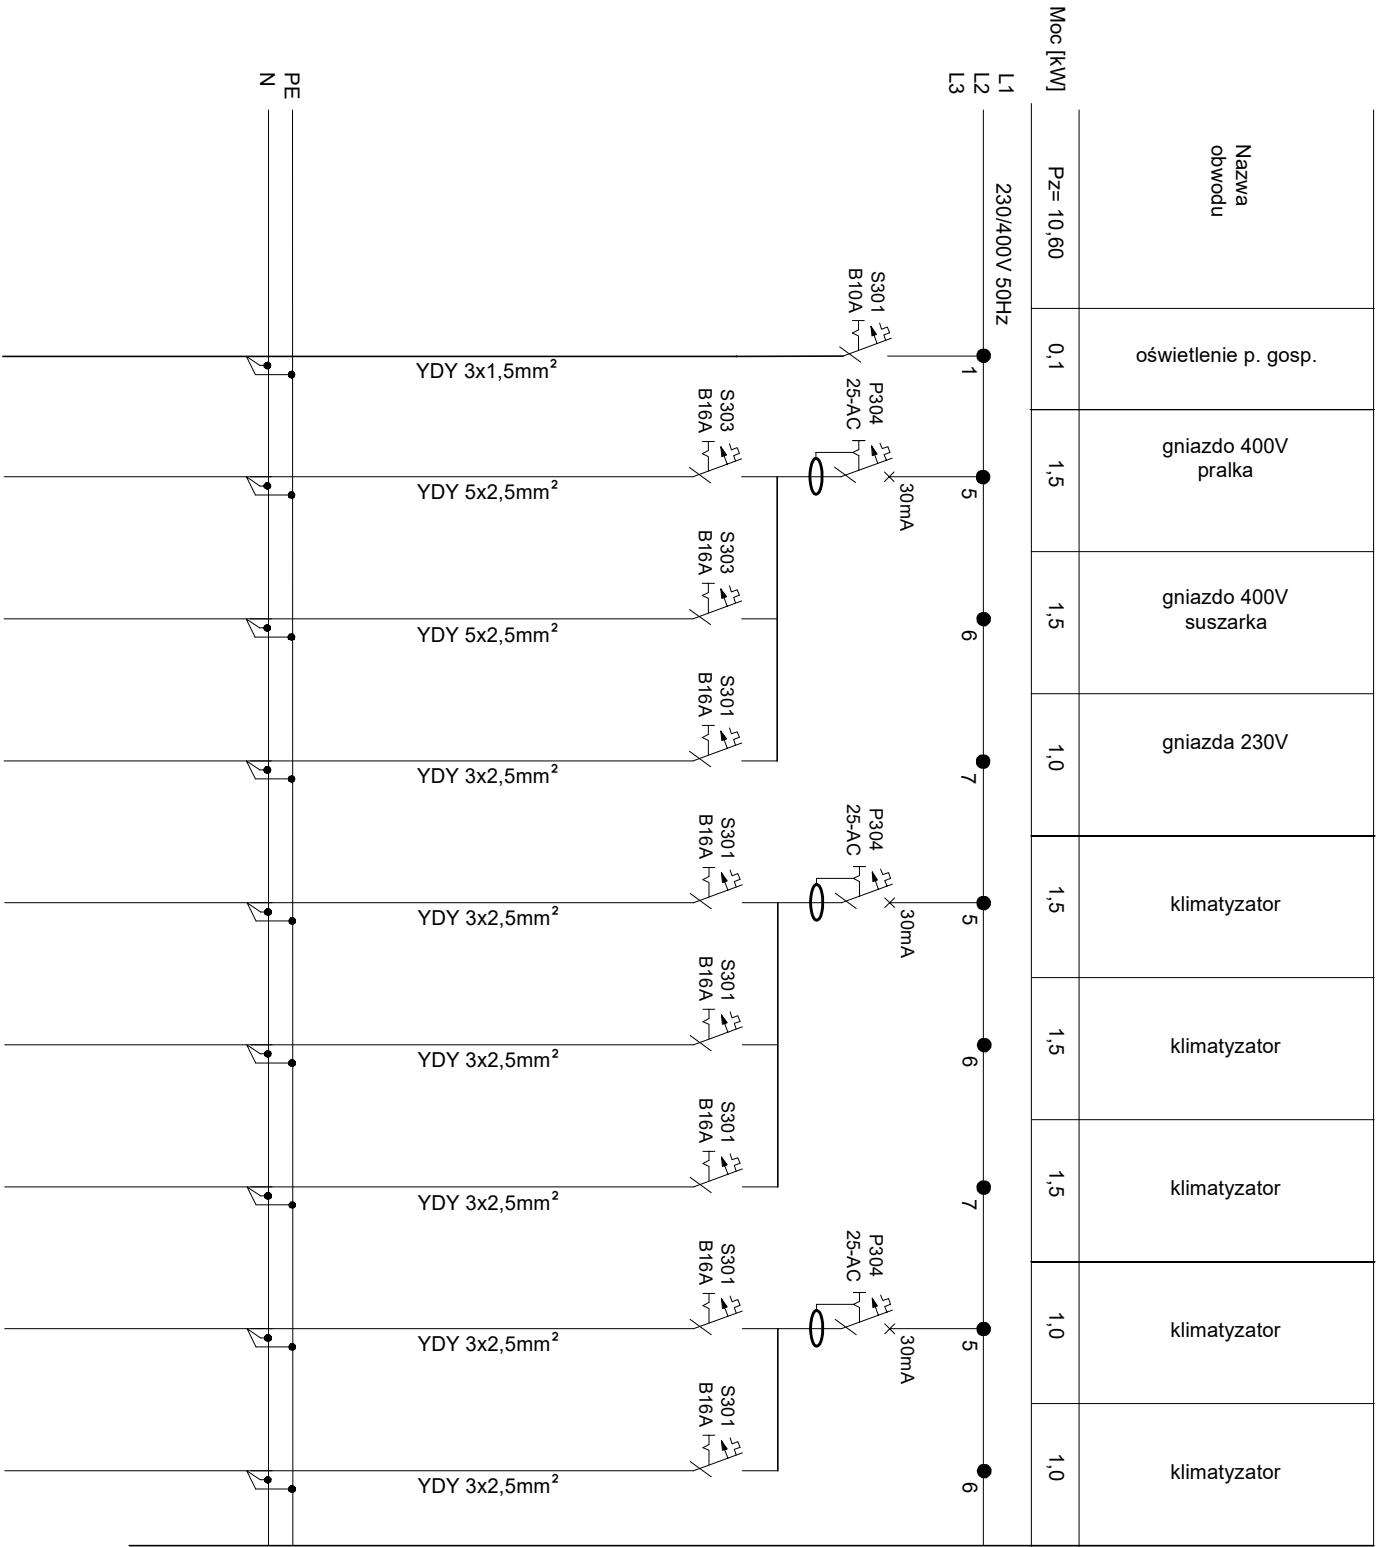 Moc [kW]
Pz= 10,60
0,1
1,5
1,5
1,0
1,5
1,5
1,5
1,0
1,0
Nazwa
obwodu
oświetlenie p. gosp.
gniazdo 400V
pralka
gniazdo 400V
suszarka
gniazda 230V
klimatyzator
klimatyzator
klimatyzator
klimatyzator
klimatyzator
L1
L2
L3
230/400V 50Hz
1
5
6
7
5
6
7
5
6
S301
B10A
P304
25-AC
30mA
P304
25-AC
30mA
P304
25-AC
30mA
S303
B16A
S303
B16A
S301
B16A
S301
B16A
S301
B16A
S301
B16A
S301
B16A
S301
B16A
YDY 3x1,5mm²
YDY 5x2,5mm²
YDY 5x2,5mm²
YDY 3x2,5mm²
YDY 3x2,5mm²
YDY 3x2,5mm²
YDY 3x2,5mm²
YDY 3x2,5mm²
YDY 3x2,5mm²
PE
N